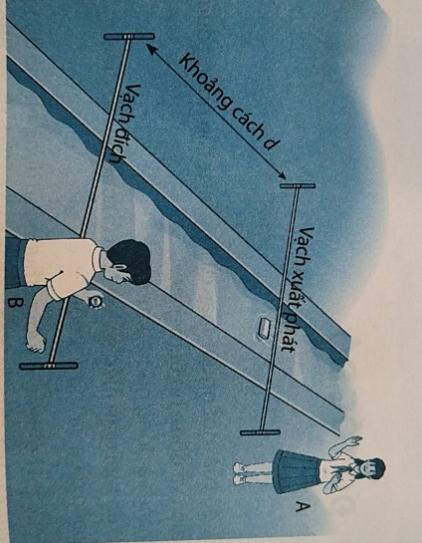 Khoảng cách d
Vạch đích
Vạch xuất phát
A
B